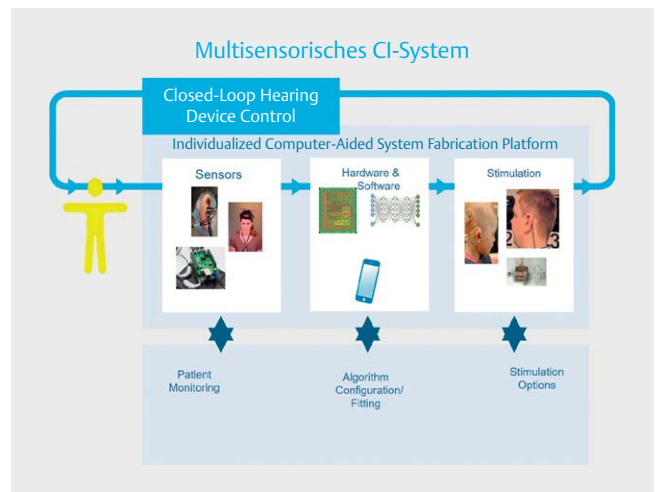 Multisensorisches CI-System
Closed-Loop Hearing
Device Control
Individualized Computer-Aided System Fabrication Platform
Sensors
Hardware &
Software
Stimulation
Patient
Monitoring
Algorithm
Configuration/
Fitting
Stimulation
Options